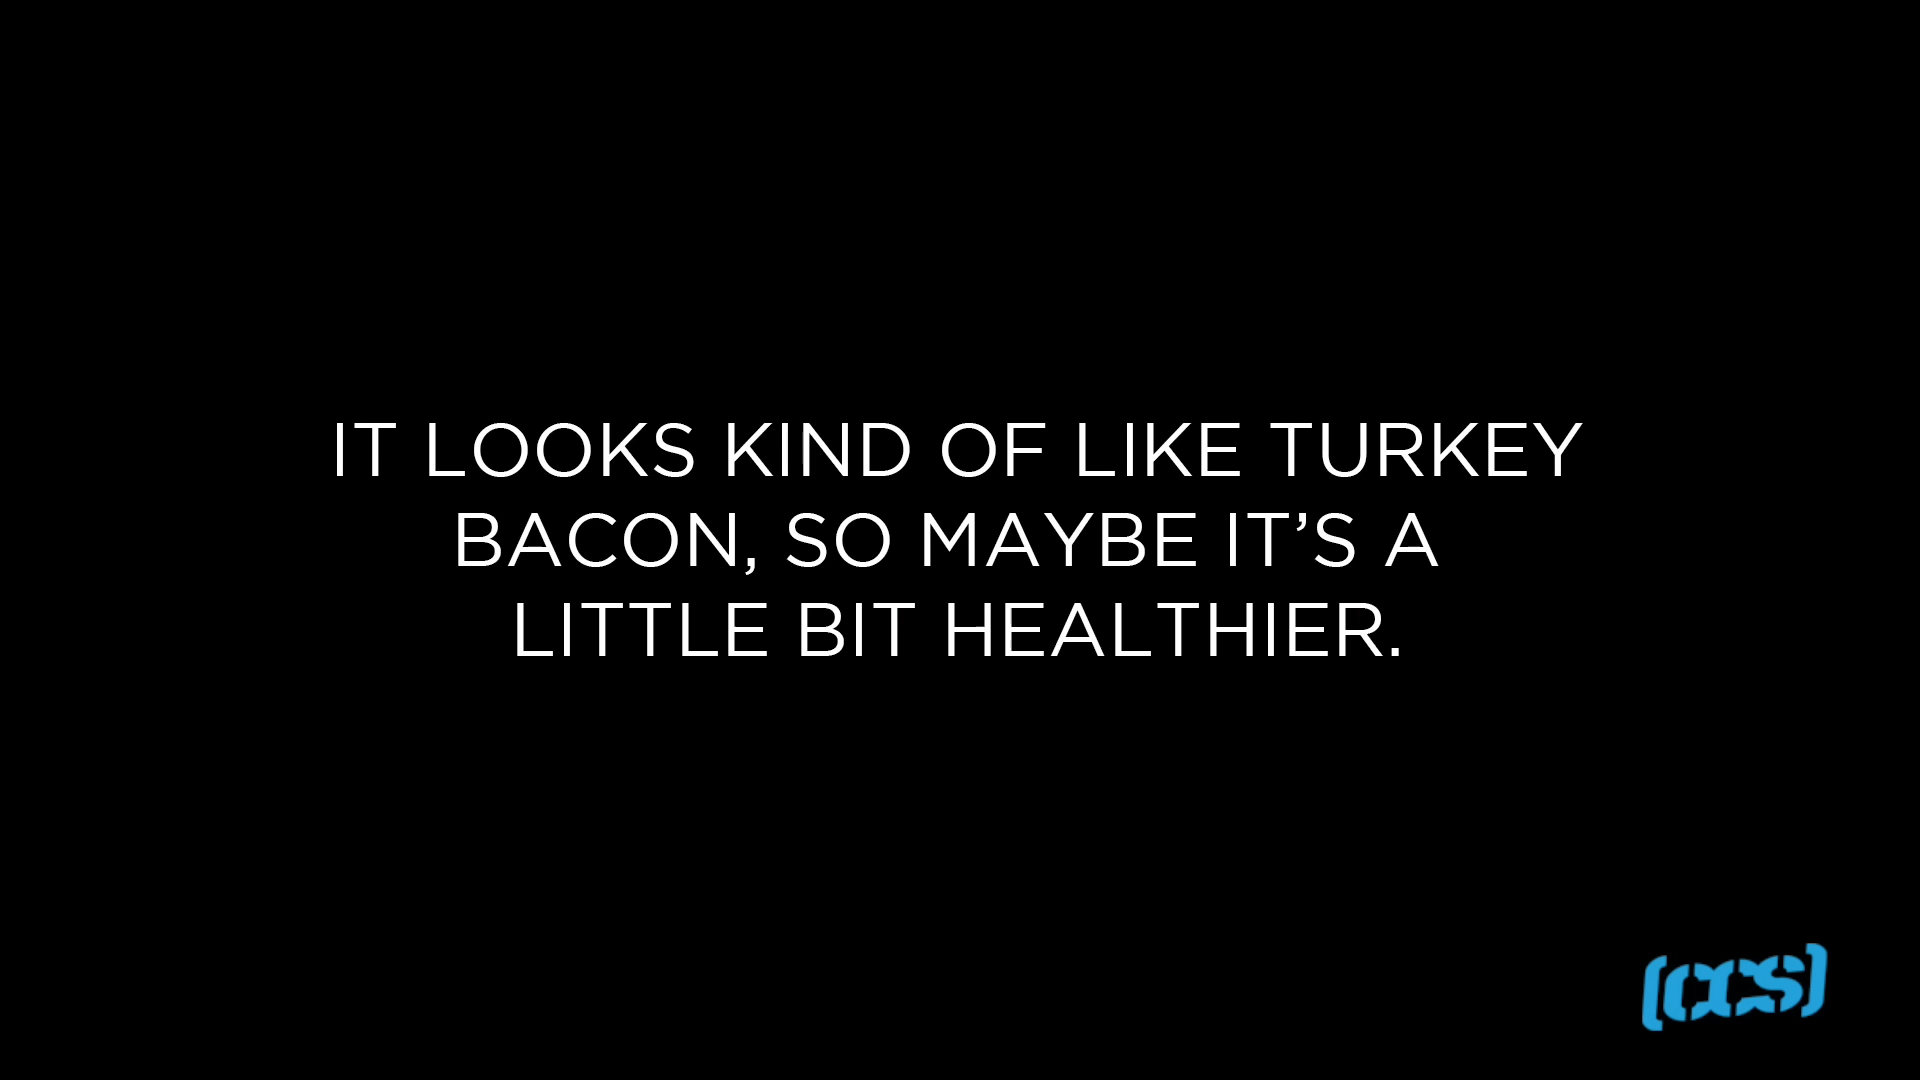 IT LOOKS KIND OF LIKE TURKEY
BACON, SO MAYBE IT’S A
LITTLE BIT HEALTHIER.